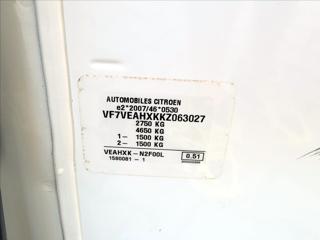 AUTOMOBILES CITROEN
e2*2007/46*0530
VF7VEAHXKKZ063027
2750 KG
4650 KG
1- 1500 KG
2- 1500 KG
VEAHXK-N2F00L 0.51
1580081 - 1